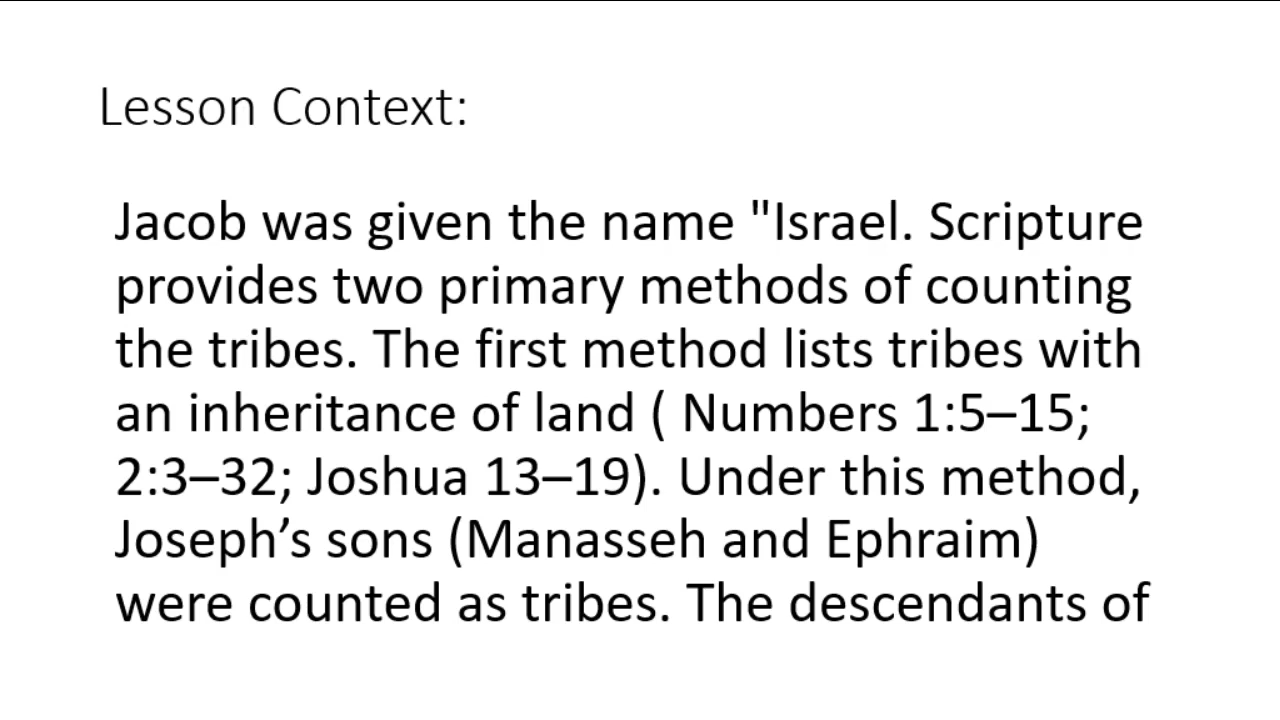 Lesson Context:
Jacob was given the name "Israel. Scripture
provides two primary methods of counting
the tribes. The first method lists tribes with
an inheritance of land ( Numbers 1:5–15;
2:3–32; Joshua 13–19). Under this method,
Joseph’s sons (Manasseh and Ephraim)
were counted as tribes. The descendants of